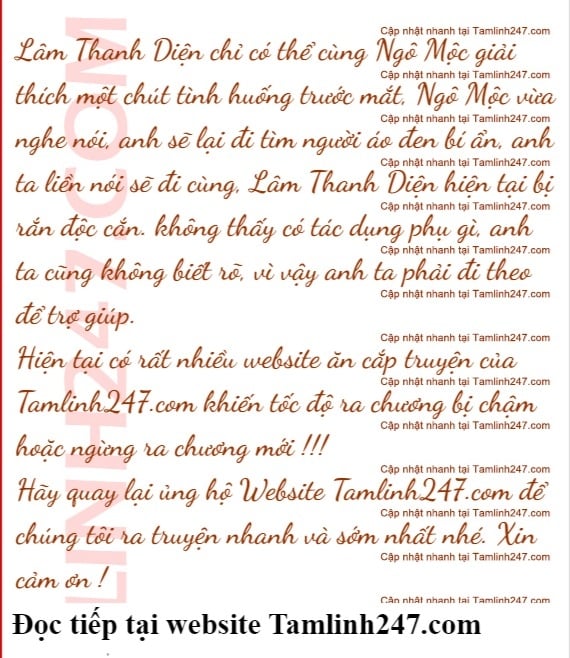 Cập nhật nhanh tại Tamlinh247.com
Lâm Thanh Diện chỉ có thể cùng Ngô Mộc giải
Cập nhật nhanh tại Tamlinh247.com
thích một chút tình huống trước mắt, Ngô Mộc vừa
Cập nhật nhanh tại Tamlinh247.com
nghe nói, anh sẽ lại đi tìm người áo đen bí ẩn, anh
Cập nhật nhanh tại Tamlinh247.com
ta liền nói sẽ đi cùng, Lâm Thanh Diện hiện tại bị
Cập nhật nhanh tại Tamlinh247.com
rắn độc cắn. không thấy có tác dụng phụ gì, anh
Cập nhật nhanh tại Tamlinh247.com
ta cũng không biết rõ, vì vậy anh ta phải đi theo
Cập nhật nhanh tại Tamlinh247.com
để trợ giúp.
Cập nhật nhanh tại Tamlinh247.com
Hiện tại có rất nhiều website ăn cắp truyện của
Cập nhật nhanh tại Tamlinh247.com
Tamlinh247.com khiến tốc độ ra chương bị chậm
Cập nhật nhanh tại Tamlinh247.com
hoặc ngừng ra chương mới !!!
Cập nhật nhanh tại Tamlinh247.com
Hãy quay lại ủng hộ Website Tamlinh247.com để
Cập nhật nhanh tại Tamlinh247.com
chúng tôi ra truyện nhanh và sớm nhất nhé. Xin
Cập nhật nhanh tại Tamlinh247.com
cảm ơn !
Cập nhật nhanh tại Tamlinh247.com
Đọc tiếp tại website Tamlinh247.com
LINH247.COM